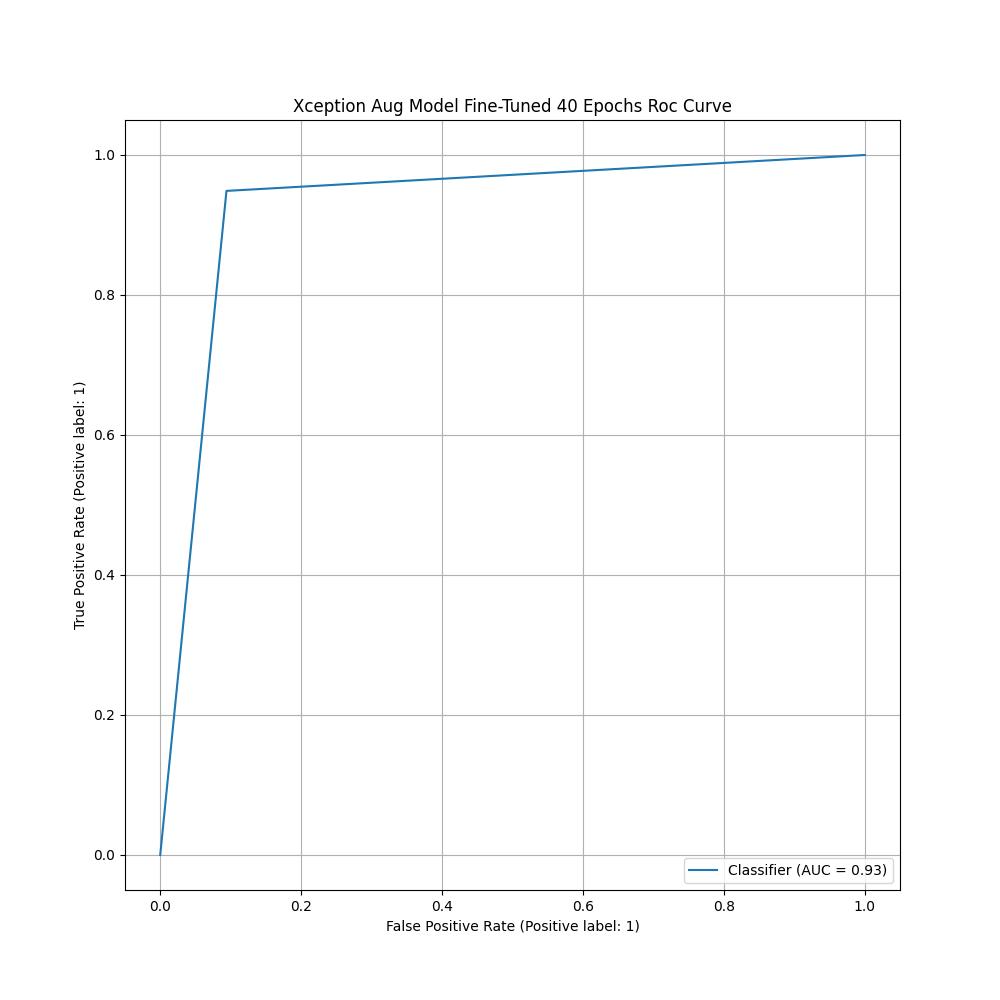 Xception Aug Model Fine-Tuned 40 Epochs Roc Curve
1.0
0.8
0.6
0.4
0.2
0.0
True Positive Rate (Positive label: 1)
Classifier (AUC = 0.93)
0.0 0.2 0.4 0.6 0.8 1.0
False Positive Rate (Positive label: 1)